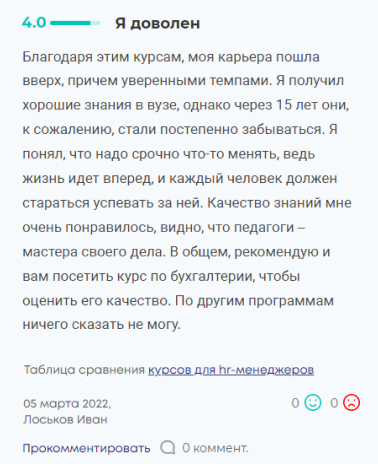 4.0 Я доволен
Благодаря этим курсам, моя карьера пошла
вверх, причем уверенными темпами. Я получил
хорошие знания в вузе, однако через 15 лет они,
к сожалению, стали постепенно забываться. Я
понял, что надо срочно что-то менять, ведь
жизнь идет вперед, и каждый человек должен
стараться успевать за ней. Качество знаний мне
очень понравилось, видно, что педагоги –
мастера своего дела. В общем, рекомендую и
вам посетить курс по бухгалтерии, чтобы
оценить его качество. По другим программам
ничего сказать не могу.
Таблица сравнения курсов для hr-менеджеров
05 марта 2022,
Лоськов Иван
0 0
Прокомментировать 0 коммент.